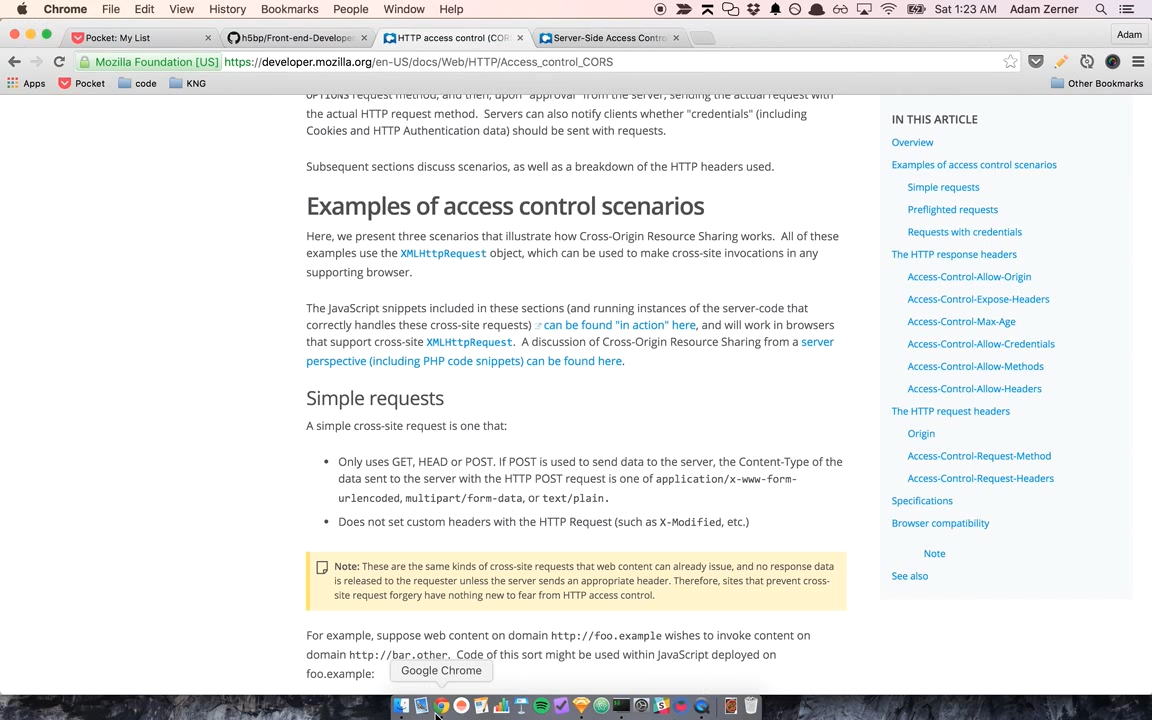 Chrome File Edit View History Bookmarks People Window Help Sat 1:23 AM Adam Zerner
Pocket: My List h5bp/Front-end-Develope HTTP access control (COR Server-Side Access Contro Adam
Mozilla Foundation [US] https://developer.mozilla.org/en-US/docs/Web/HTTP/Access_control_CORS
Apps Pocket code KNG Other Bookmarks
OPTIONS request method, and then, upon "approval" from the server, sending the actual request with
the actual HTTP request method. Servers can also notify clients whether "credentials" (including
Cookies and HTTP Authentication data) should be sent with requests.
Subsequent sections discuss scenarios, as well as a breakdown of the HTTP headers used.
Examples of access control scenarios
Here, we present three scenarios that illustrate how Cross-Origin Resource Sharing works. All of these
examples use the XMLHttpRequest object, which can be used to make cross-site invocations in any
supporting browser.
The JavaScript snippets included in these sections (and running instances of the server-code that
correctly handles these cross-site requests) can be found "in action" here, and will work in browsers
that support cross-site XMLHttpRequest. A discussion of Cross-Origin Resource Sharing from a server
perspective (including PHP code snippets) can be found here.
Simple requests
A simple cross-site request is one that:
Only uses GET, HEAD or POST. If POST is used to send data to the server, the Content-Type of the
data sent to the server with the HTTP POST request is one of application/x-www-form-
urlencoded, multipart/form-data, or text/plain.
Does not set custom headers with the HTTP Request (such as X-Modified, etc.)
Note: These are the same kinds of cross-site requests that web content can already issue, and no response data
is released to the requester unless the server sends an appropriate header. Therefore, sites that prevent cross-
site request forgery have nothing new to fear from HTTP access control.
For example, suppose web content on domain http://foo.example wishes to invoke content on
domain http://bar.other. Code of this sort might be used within JavaScript deployed on
foo.example:
Google Chrome
IN THIS ARTICLE
Overview
Examples of access control scenarios
Simple requests
Preflighted requests
Requests with credentials
The HTTP response headers
Access-Control-Allow-Origin
Access-Control-Expose-Headers
Access-Control-Max-Age
Access-Control-Allow-Credentials
Access-Control-Allow-Methods
Access-Control-Allow-Headers
The HTTP request headers
Origin
Access-Control-Request-Method
Access-Control-Request-Headers
Specifications
Browser compatibility
Note
See also